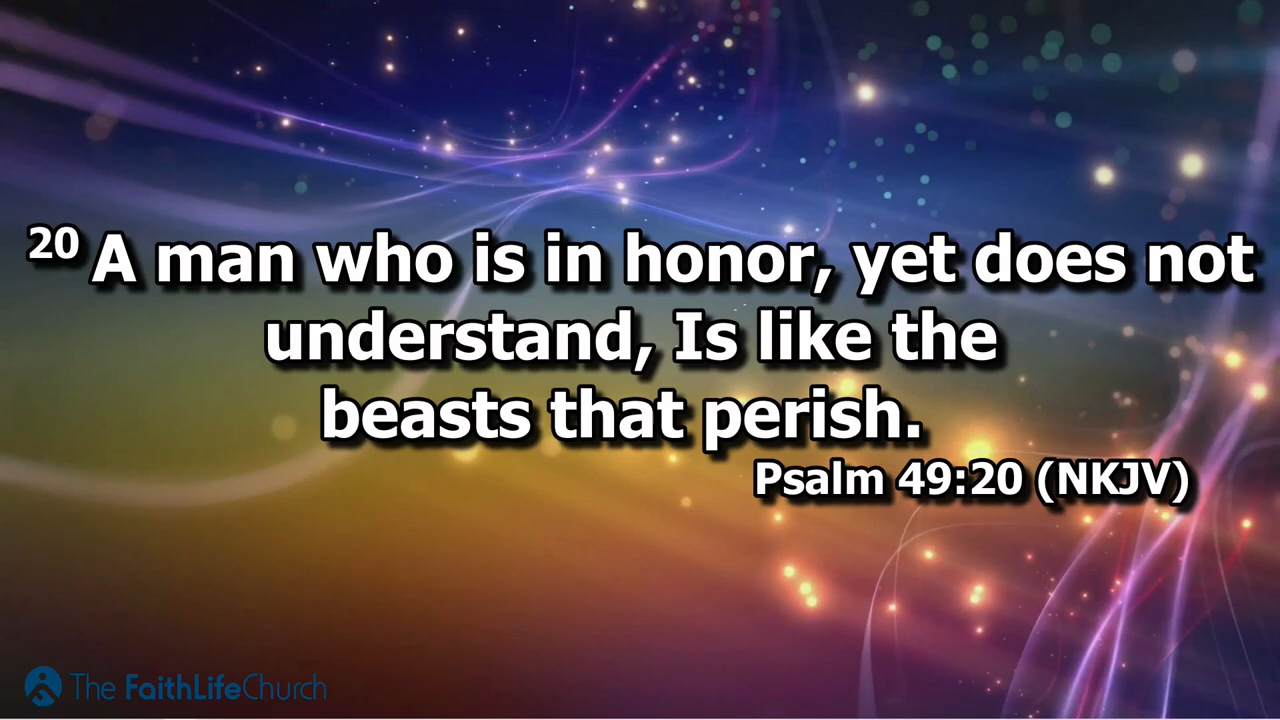 20 A man who is in honor, yet does not
understand, Is like the
beasts that perish.
Psalm 49:20 (NKJV)
The FaithLifeChurch